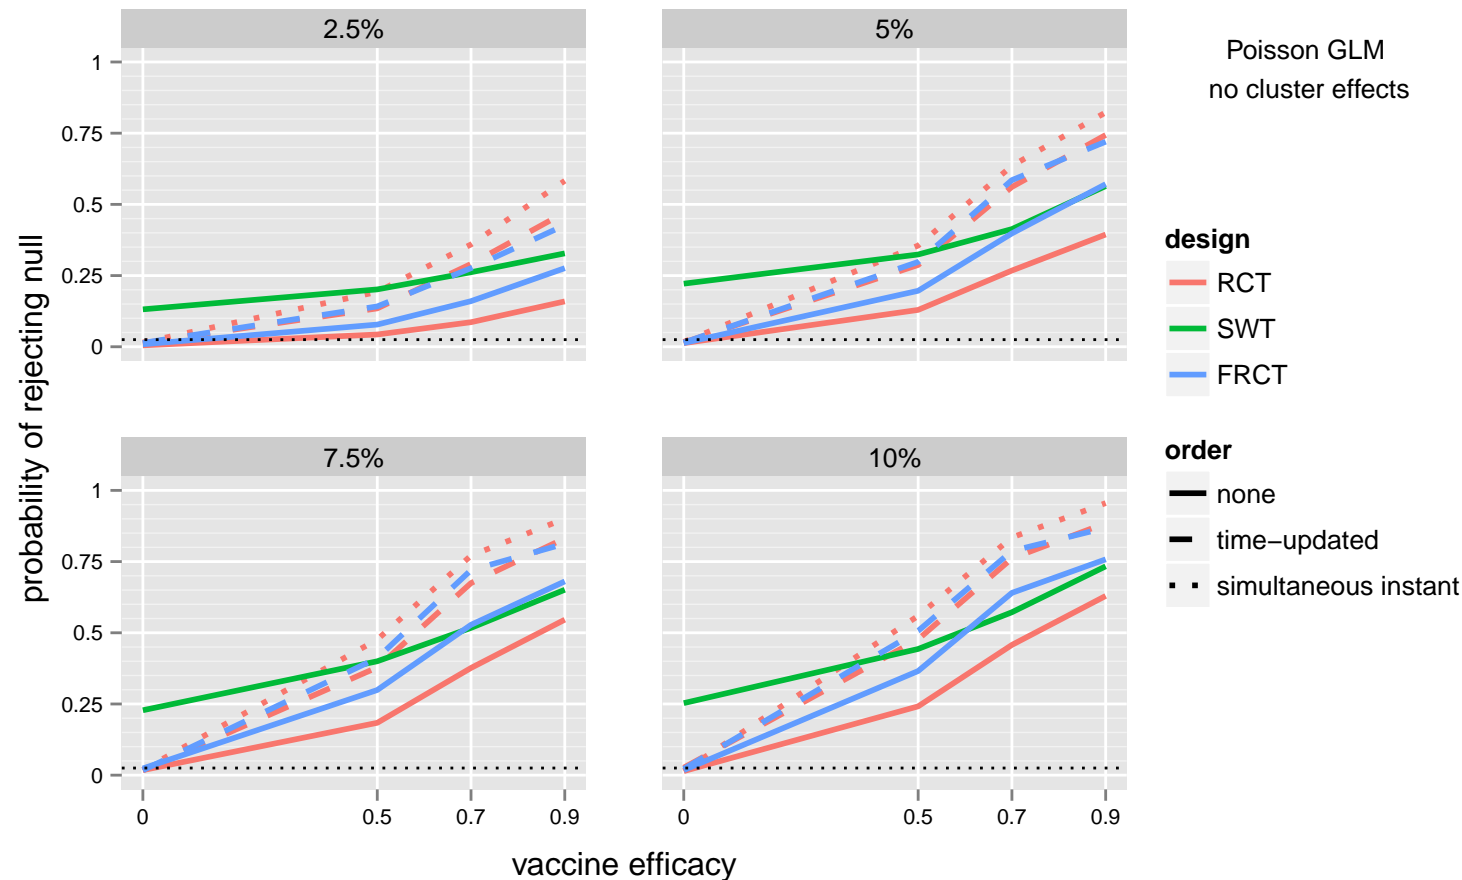 2.5%
5%
Poisson GLM
no cluster effects
1
0.75
0.5
0.25
0
probability of rejecting null
design
RCT
SWT
FRCT
order
none
time−updated
simultaneous instant
7.5%
10%
1
0.75
0.5
0.25
0
0 0.5 0.7 0.9
0 0.5 0.7 0.9
vaccine efficacy